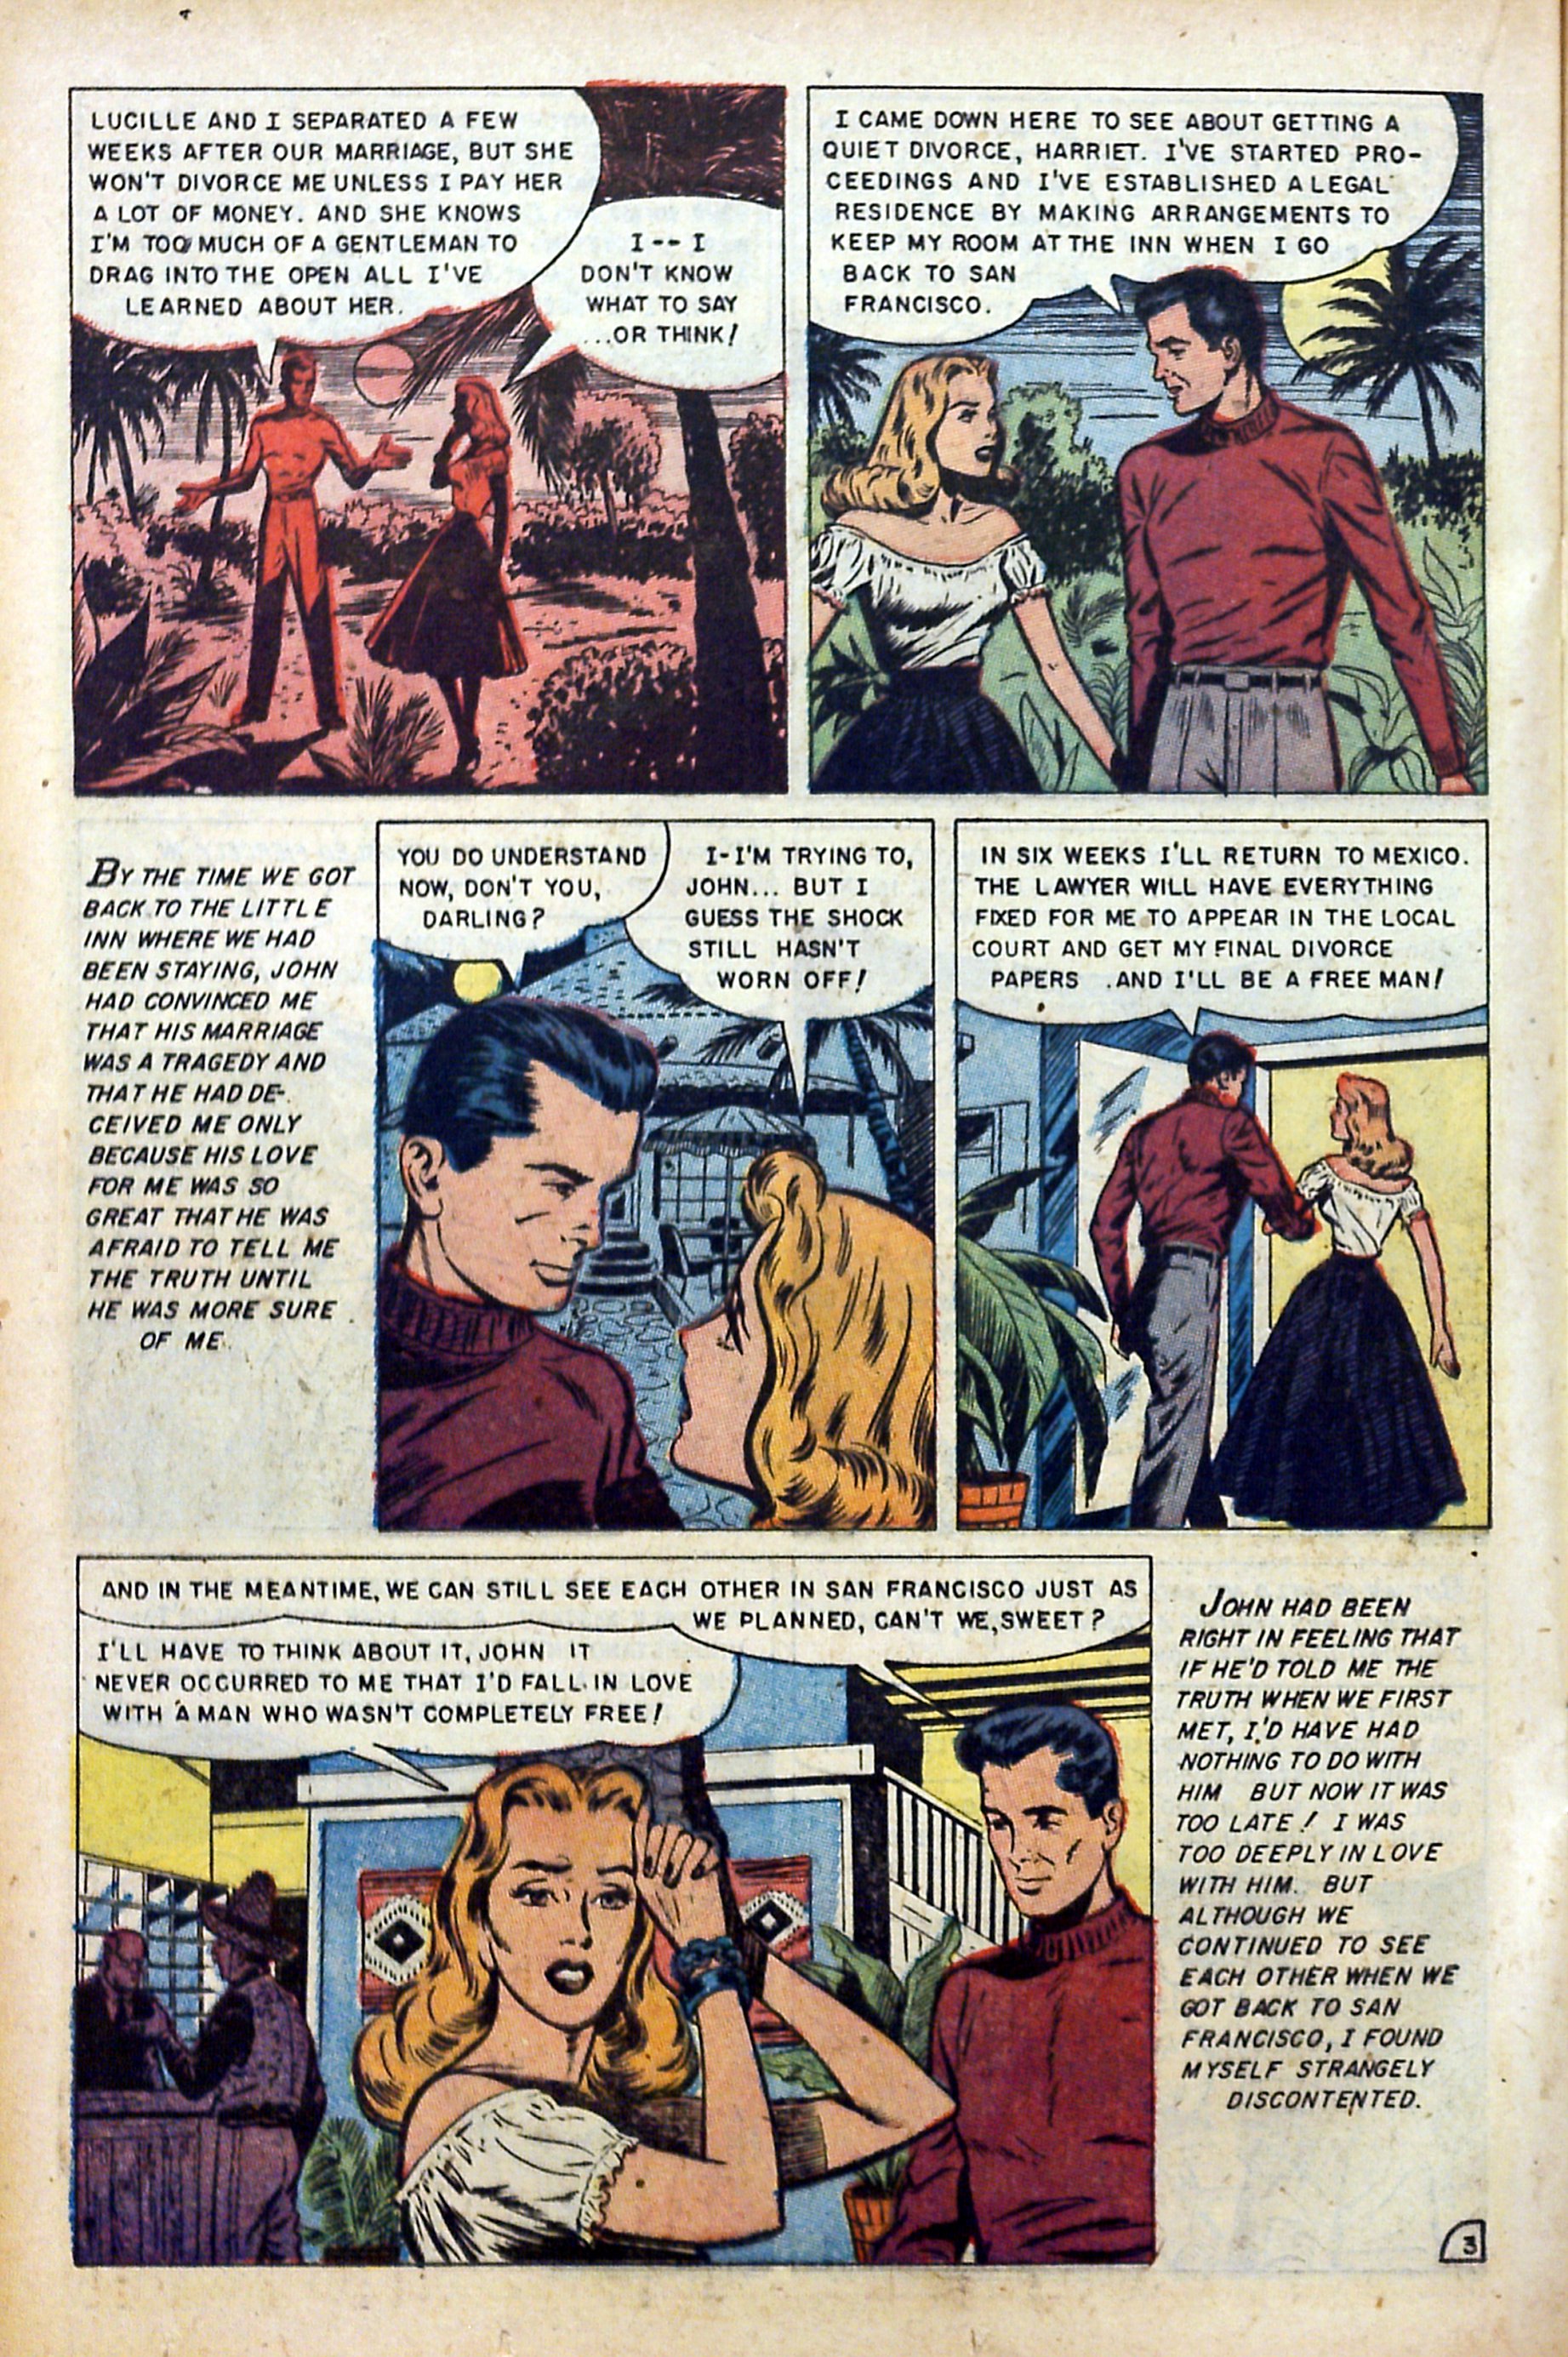 LUCILLE AND I SEPARATED A FEW
WEEKS AFTER OUR MARRIAGE, BUT SHE
WON'T DIVORCE ME UNLESS I PAY HER
A LOT OF MONEY. AND SHE KNOWS
I'M TOO MUCH OF A GENTLEMAN TO
DRAG INTO THE OPEN ALL I'VE
LEARNED ABOUT HER.
I -- I
DON'T KNOW
WHAT TO SAY
...OR THINK!
I CAME DOWN HERE TO SEE ABOUT GETTING A
QUIET DIVORCE, HARRIET. I'VE STARTED PRO-
CEEDINGS AND I'VE ESTABLISHED A LEGAL
RESIDENCE BY MAKING ARRANGEMENTS TO
KEEP MY ROOM AT THE INN WHEN I GO
BACK TO SAN
FRANCISCO.
BY THE TIME WE GOT
BACK TO THE LITTLE
INN WHERE WE HAD
BEEN STAYING, JOHN
HAD CONVINCED ME
THAT HIS MARRIAGE
WAS A TRAGEDY AND
THAT HE HAD DE-
CEIVED ME ONLY
BECAUSE HIS LOVE
FOR ME WAS SO
GREAT THAT HE WAS
AFRAID TO TELL ME
THE TRUTH UNTIL
HE WAS MORE SURE
OF ME.
YOU DO UNDERSTAND
NOW, DON'T YOU,
DARLING?
I-I'M TRYING TO,
JOHN... BUT I
GUESS THE SHOCK
STILL HASN'T
WORN OFF!
IN SIX WEEKS I'LL RETURN TO MEXICO.
THE LAWYER WILL HAVE EVERYTHING
FIXED FOR ME TO APPEAR IN THE LOCAL
COURT AND GET MY FINAL DIVORCE
PAPERS .AND I'LL BE A FREE MAN!
AND IN THE MEANTIME, WE CAN STILL SEE EACH OTHER IN SAN FRANCISCO JUST AS
WE PLANNED, CAN'T WE, SWEET?
I'LL HAVE TO THINK ABOUT IT, JOHN IT
NEVER OCCURRED TO ME THAT I'D FALL IN LOVE
WITH A MAN WHO WASN'T COMPLETELY FREE!
JOHN HAD BEEN
RIGHT IN FEELING THAT
IF HE'D TOLD ME THE
TRUTH WHEN WE FIRST
MET, I'D HAVE HAD
NOTHING TO DO WITH
HIM BUT NOW IT WAS
TOO LATE! I WAS
TOO DEEPLY IN LOVE
WITH HIM. BUT
ALTHOUGH WE
CONTINUED TO SEE
EACH OTHER WHEN WE
GOT BACK TO SAN
FRANCISCO, I FOUND
MYSELF STRANGELY
DISCONTENTED.
3